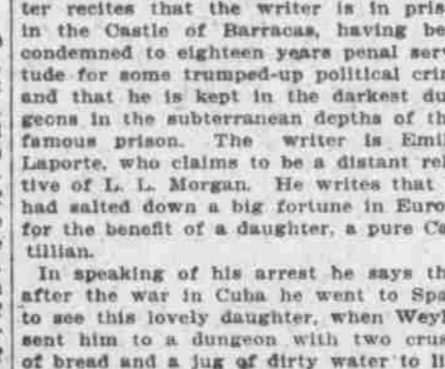 ter recites that the writer is in pris
in the Castle of Barracas, having be
condemned to eighteen years penal serv
tude for some trumped-up political crim
and that he is kept in the darkest du
geons in the subterranean depths of th
famous prison. The writer is Emil
Laporte, who claims to be a distant rel
tive of L. L. Morgan. He writes that
had salted down a big fortune in Euro
for the benefit of a daughter, a pure Ca
tillian.
In speaking of his arrest he says th
after the war in Cuba he went to Spa
to see this lovely daughter, when Weyl
sent him to a dungeon with two crus
of bread and a jug of dirty water to li